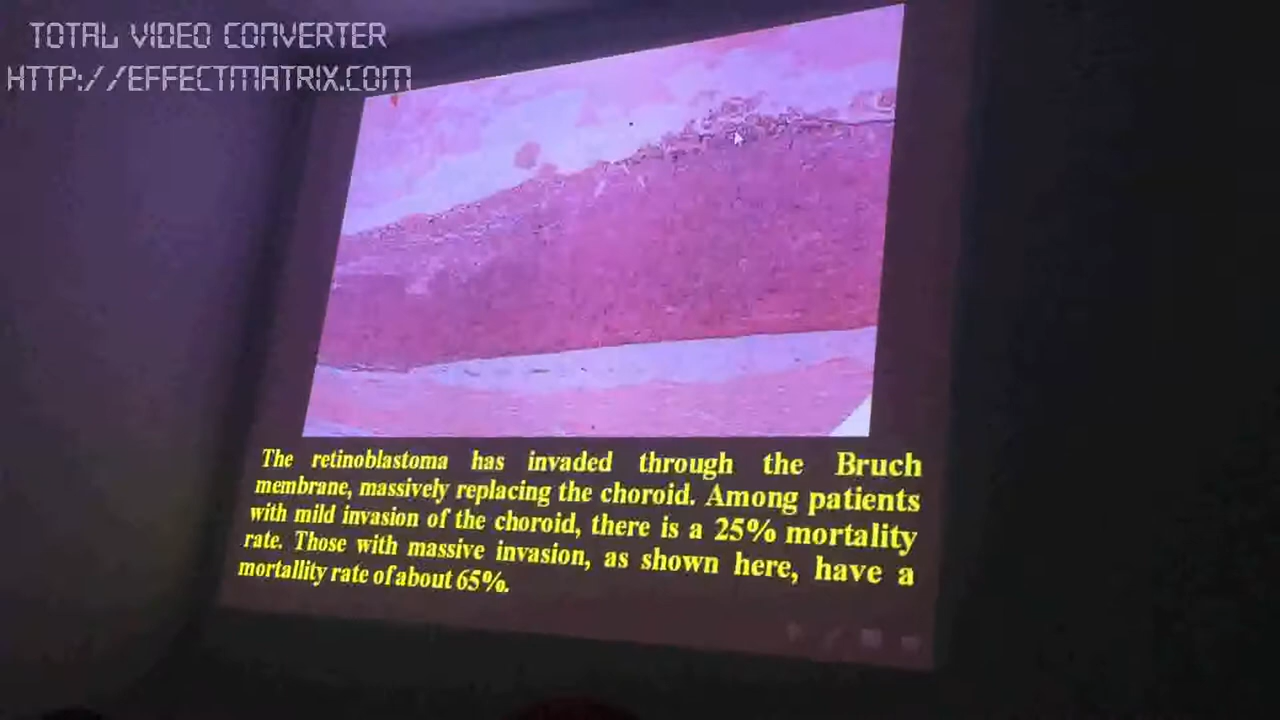 TOTAL VIDEO CONVERTER
HTTP://EFFECTMATRIX.COM
The retinoblastoma has invaded through the Bruch
membrane, massively replacing the choroid. Among patients
with mild invasion of the choroid, there is a 25% mortality
rate. Those with massive invasion, as shown here, have a
mortallity rate of about 65%.